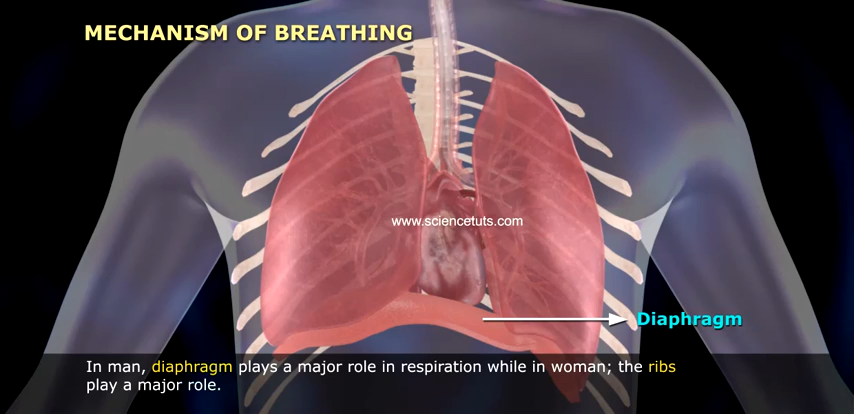 MECHANISM OF BREATHING
www.sciencetuts.com
Diaphragm
In man, diaphragm plays a major role in respiration while in woman; the ribs
play a major role.